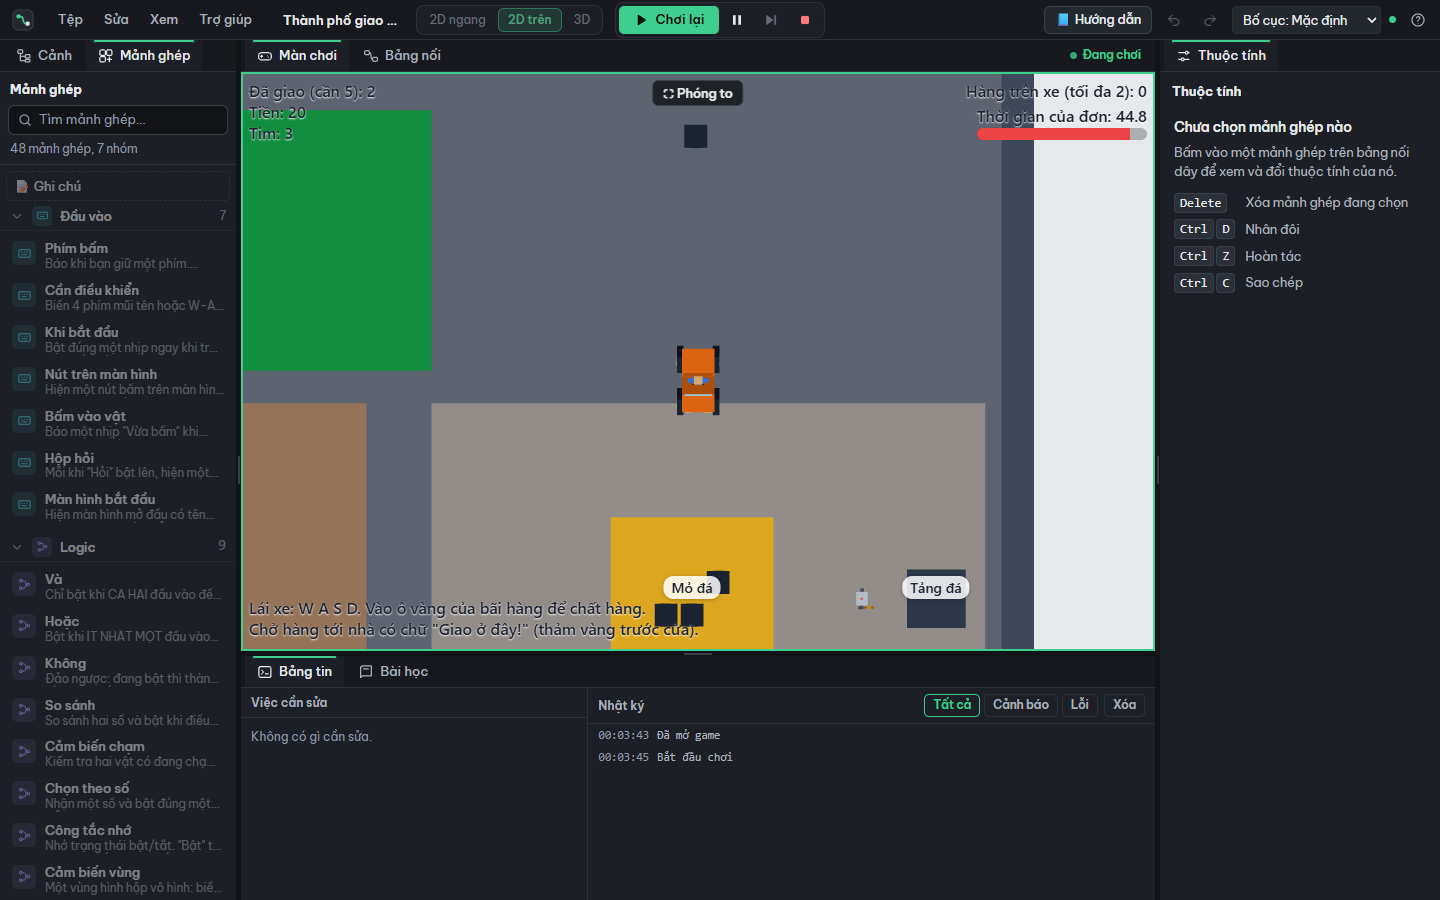 Tệp Sửa Xem Trợ giúp Thành phố giao ... 2D ngang 2D trên 3D Chơi lại 📘 Hướng dẫn Bố cục: Mặc định
Cảnh Mảnh ghép
Màn chơi Bảng nối Đang chơi
Thuộc tính
Mảnh ghép
Tìm mảnh ghép...
48 mảnh ghép, 7 nhóm
Ghi chú
Đầu vào 7
Phím bấm
Báo khi bạn giữ một phím....
Cần điều khiển
Biến 4 phím mũi tên hoặc W-A...
Khi bắt đầu
Bật đúng một nhịp ngay khi tr...
Nút trên màn hình
Hiện một nút bấm trên màn hìn...
Bấm vào vật
Báo một nhịp "Vừa bấm" khi...
Hộp hỏi
Mỗi khi "Hỏi" bật lên, hiện một...
Màn hình bắt đầu
Hiện màn hình mở đầu có tên...
Logic 9
Và
Chỉ bật khi CẢ HAI đầu vào đề...
Hoặc
Bật khi ÍT NHẤT MỘT đầu vào...
Không
Đảo ngược: đang bật thì thàn...
So sánh
So sánh hai số và bật khi điều...
Cảm biến chạm
Kiểm tra hai vật có đang chạ...
Chọn theo số
Nhận một số và bật đúng một...
Công tắc nhớ
Nhớ trạng thái bật/tắt. "Bật" t...
Cảm biến vùng
Một vùng hình hộp vô hình: biế...
Đã giao (cần 5): 2
Tiền: 20
Tim: 3
Phóng to
Hàng trên xe (tối đa 2): 0
Thời gian của đơn: 44.8
Mỏ đá
Tảng đá
Lái xe: W A S D. Vào ô vàng của bãi hàng để chất hàng.
Chở hàng tới nhà có chữ "Giao ở đây!" (thảm vàng trước cửa).
Bảng tin Bài học
Việc cần sửa
Không có gì cần sửa.
Nhật ký Tất cả Cảnh báo Lỗi Xóa
00:03:43 Đã mở game
00:03:45 Bắt đầu chơi
Thuộc tính
Chưa chọn mảnh ghép nào
Bấm vào một mảnh ghép trên bảng nối
dây để xem và đổi thuộc tính của nó.
Delete Xóa mảnh ghép đang chọn
Ctrl D Nhân đôi
Ctrl Z Hoàn tác
Ctrl C Sao chép